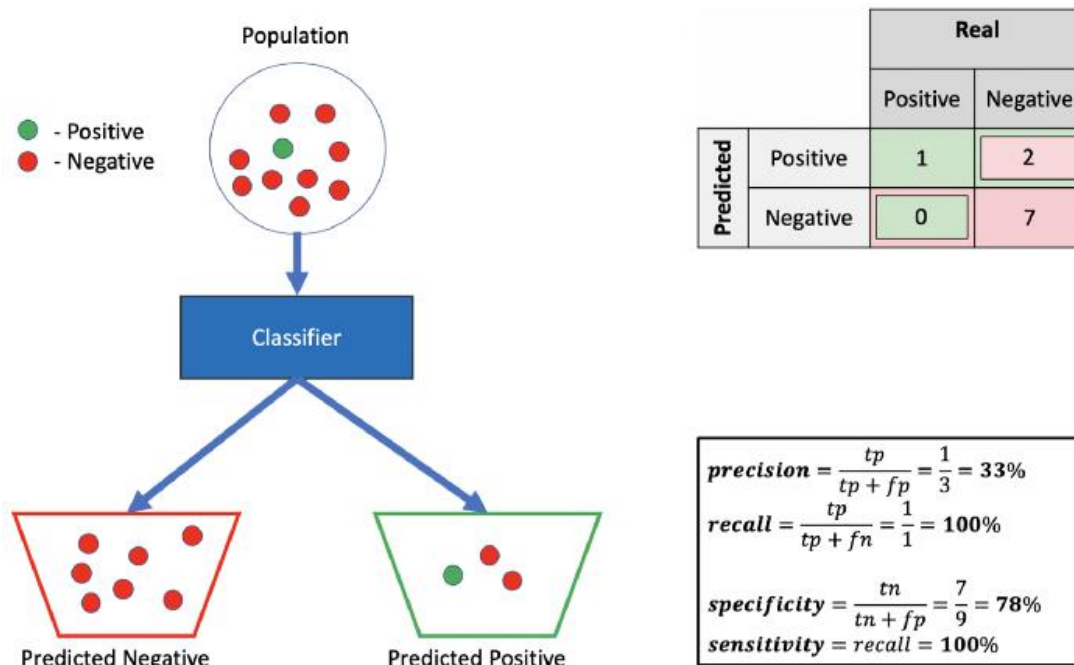 Population
- Positive
- Negative
Classifier
Predicted Negative
Predicted Positive
Real
Positive Negative
Predicted
Positive 1 2
Negative 0 7
precision = tp / tp + fp = 1 / 3 = 33%
recall = tp / tp + fn = 1 / 1 = 100%
specificity = tn / tn + fp = 7 / 9 = 78%
sensitivity = recall = 100%